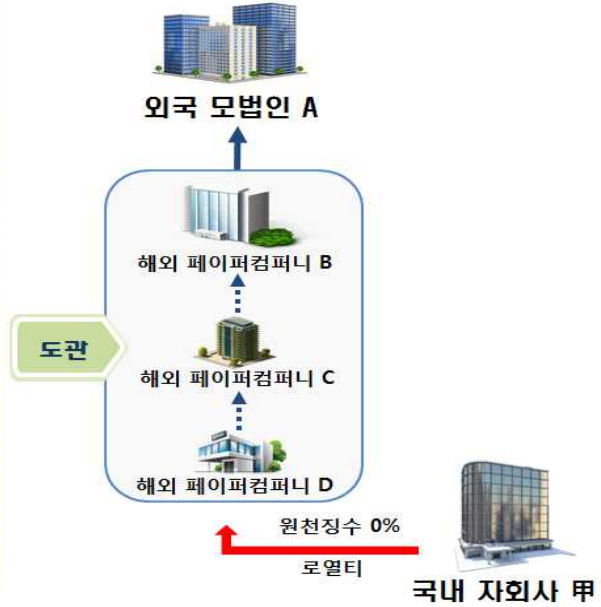 외국 모법인 A
해외 페이퍼컴퍼니 B
도관
해외 페이퍼컴퍼니 C
해외 페이퍼컴퍼니 D
원천징수 0%
로열티
국내 자회사 甲